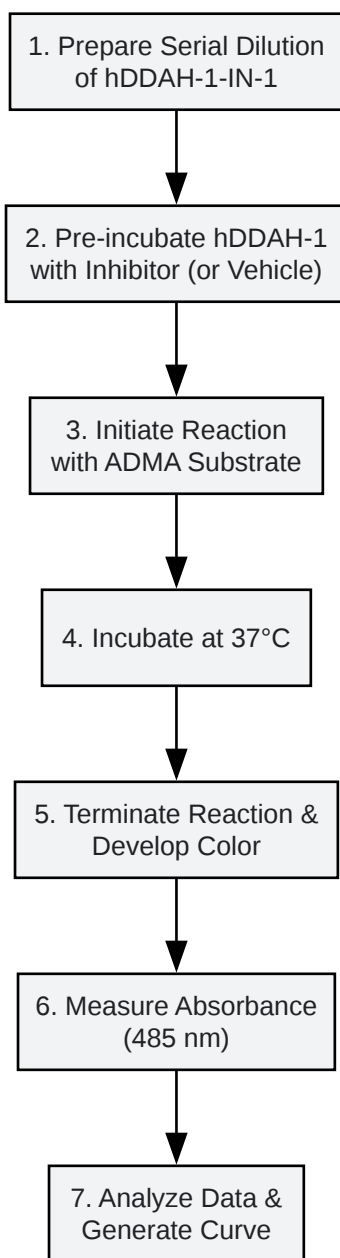 1. Prepare Serial Dilution
of hDDAH-1-IN-1
2. Pre-incubate hDDAH-1
with Inhibitor (or Vehicle)
3. Initiate Reaction
with ADMA Substrate
4. Incubate at 37°C
5. Terminate Reaction &
Develop Color
6. Measure Absorbance
(485 nm)
7. Analyze Data &
Generate Curve